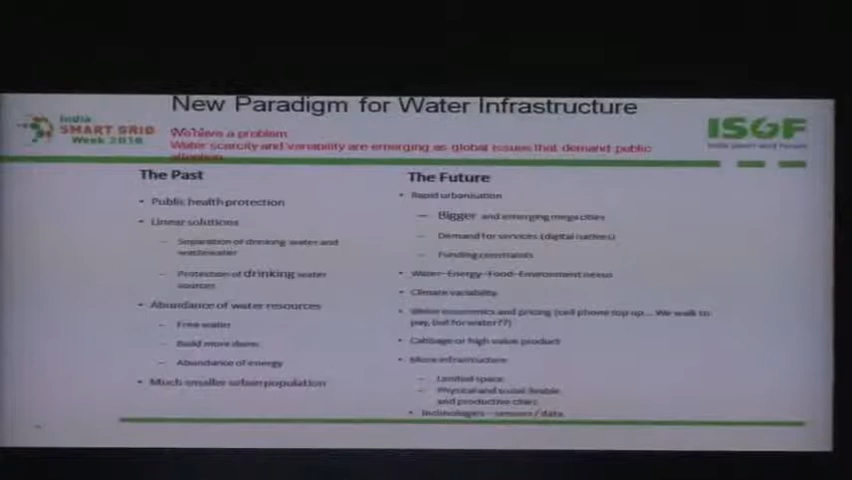 New Paradigm for Water Infrastructure
India
SMART GRID
Week 2018
ISGF
We have a problem
Water scarcity and variability are emerging as global issues that demand public
attention
The Past
• Public health protection
• Linear solutions
– Separation of drinking water and
wastewater
– Protection of drinking water
sources
• Abundance of water resources
– Free water
– Build more dams
– Abundance of energy
• Much smaller urban population
The Future
• Rapid urbanisation
– Bigger and emerging mega cities
– Demand for services (digital natives)
– Funding constraints
• Water–Energy–Food–Environment nexus
• Climate variability
• Water economics and pricing (cell phone top up... We walk to
pay, but for water??)
• Cabbage or high value product
• More infrastructure
– Limited space
– Physical and social livable
and productive cities
• Technologies – sensors / data